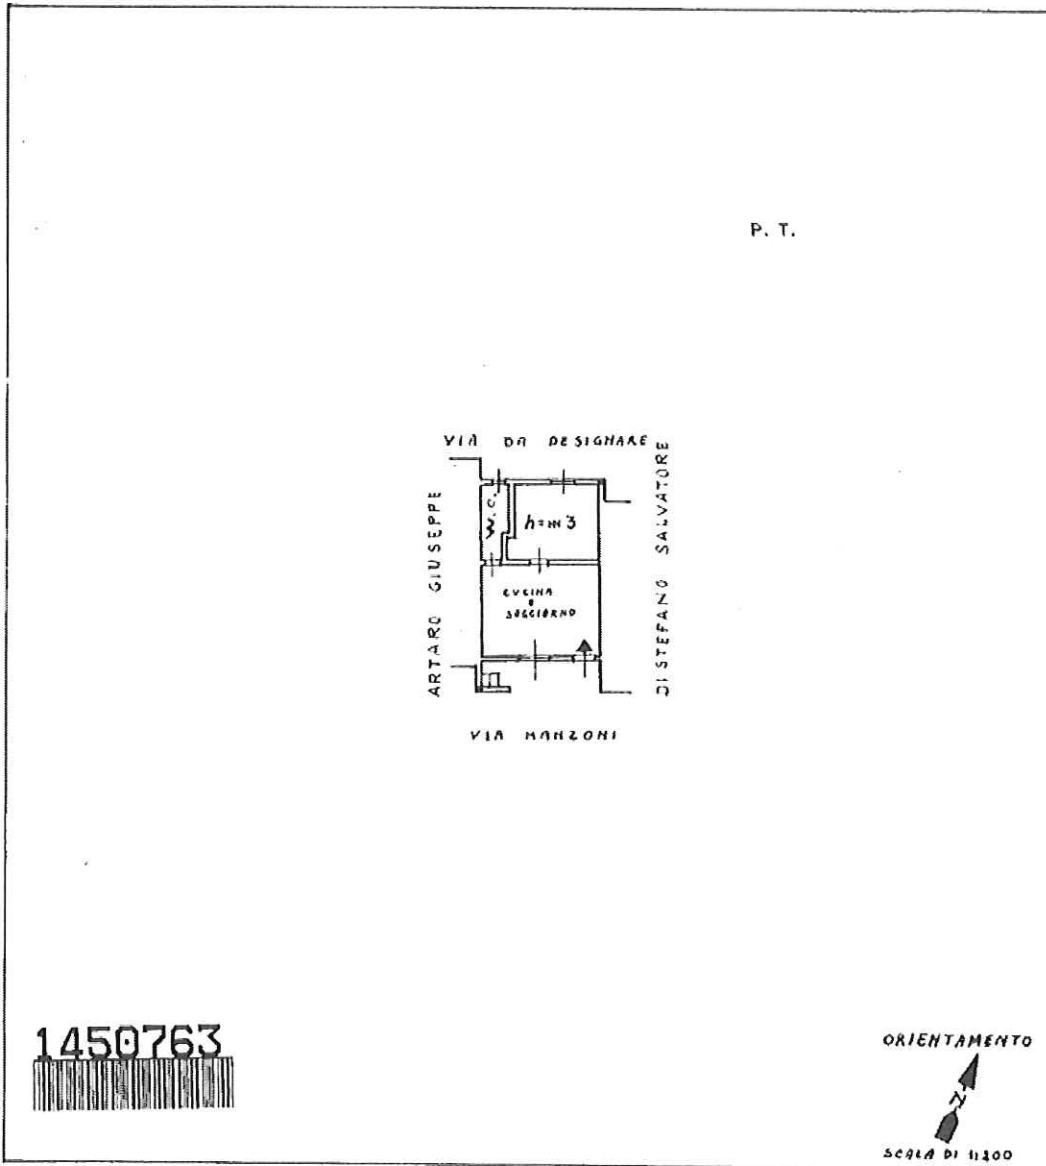 P. T.
VIA DA DESIGNARE
ARTARO GIUSEPPE
DI STEFANO SALVATORE
W.C.
h=m 3
CUCINA
E
SOGGIORNO
VIA MANZONI
1450763
ORIENTAMENTO
N
SCALA DI 1:200